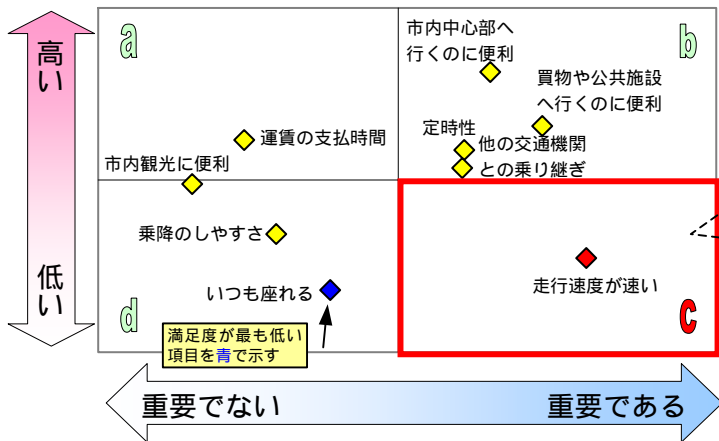 高い
低い
a
b
市内中心部へ
行くのに便利
買物や公共施設
へ行くのに便利
定時性
他の交通機関
との乗り継ぎ
運賃の支払時間
市内観光に便利
乗降のしやすさ
いつも座れる
走行速度が速い
d
満足度が最も低い
項目を青で示す
c
重要でない
重要である